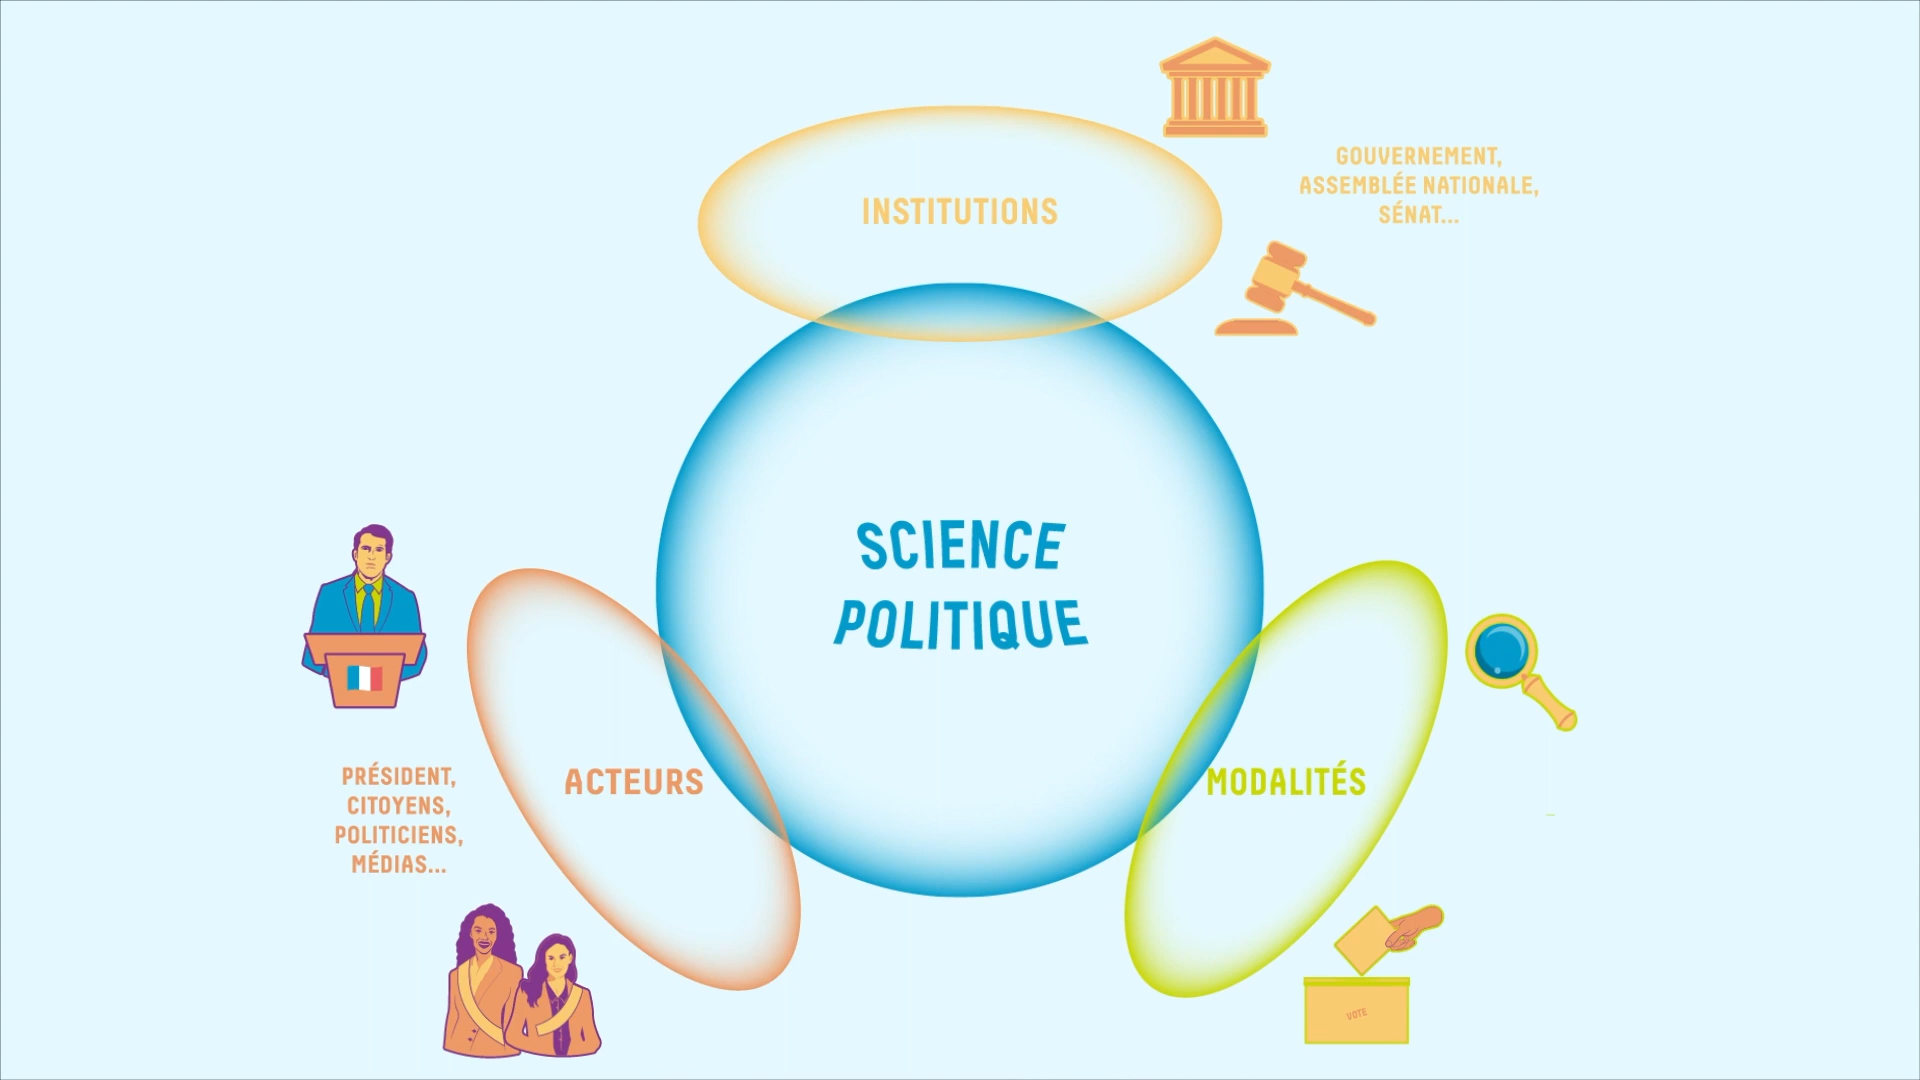 INSTITUTIONS
GOUVERNEMENT,
ASSEMBLÉE NATIONALE,
SÉNAT...
SCIENCE
POLITIQUE
ACTEURS
PRÉSIDENT,
CITOYENS,
POLITICIENS,
MÉDIAS...
MODALITÉS
VOTE